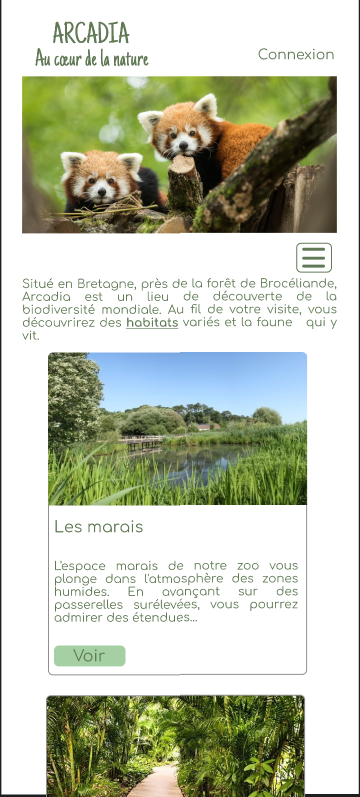 ARCADIA
Au cœur de la nature
Connexion
Situé en Bretagne, près de la forêt de Brocéliande,
Arcadia est un lieu de découverte de la
biodiversité mondiale. Au fil de votre visite, vous
découvrirez des habitats variés et la faune qui y
vit.
Les marais
L'espace marais de notre zoo vous
plonge dans l'atmosphère des zones
humides. En avançant sur des
passerelles surélevées, vous pourrez
admirer des étendues...
Voir